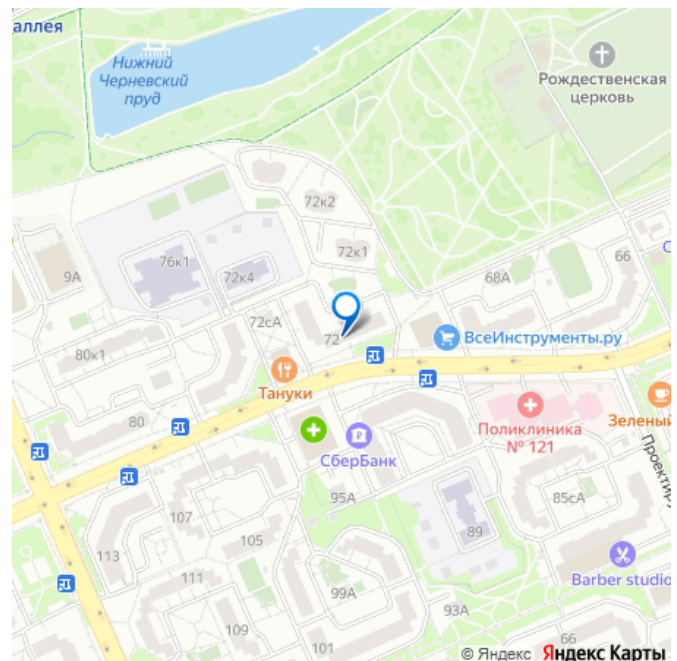 аллея
Нижний
Черневский
пруд
Рождественская
церковь
72к2
72к1
66
С
76к1
72к4
9А
68А
72сА
72
ВсеИнструменты.ру
80к1
Тануки
80
Поликлиника
№ 121
Зеленый
СберБанк
Проектиру
95А
85сА
107
89
113
105
Barber studio
111
99А
93А
109
101
66
© Яндекс Яндекс Карты